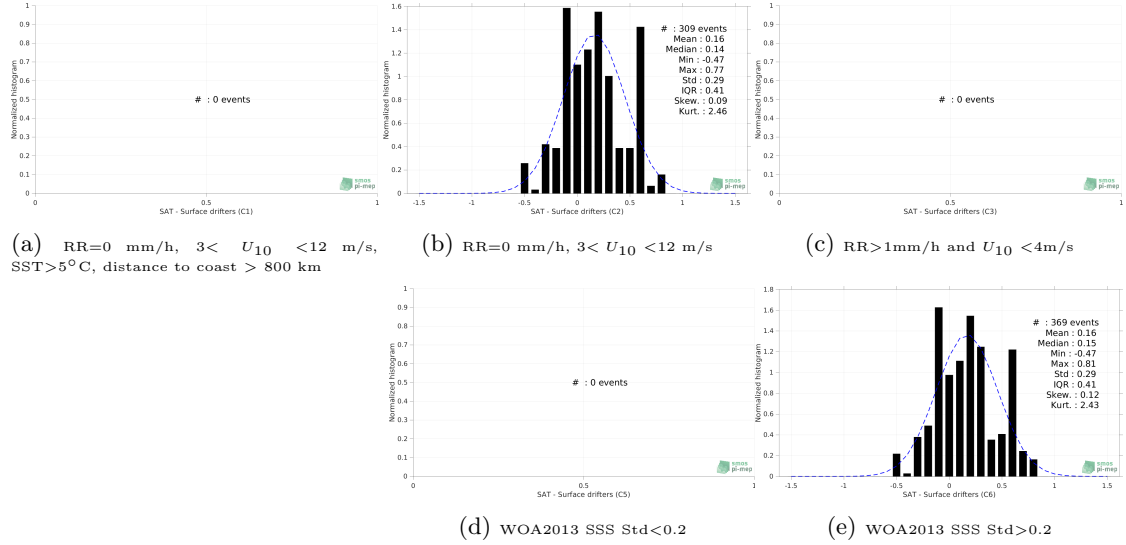 1
0.9
0.8
0.7
0.6
0.5
0.4
0.3
0.2
0.1
0
0
0.5
1
Normalized histogram
# : 0 events
SAT - Surface drifters (C1)
smos
pi-mep
(a) RR=0 mm/h, 3< U10 <12 m/s,
SST>5°C, distance to coast > 800 km
1.6
1.4
1.2
1
0.8
0.6
0.4
0.2
0
-1.5
-1
-0.5
0
0.5
1
1.5
Normalized histogram
# : 309 events
Mean : 0.16
Median : 0.14
Min : -0.47
Max : 0.77
Std : 0.29
IQR : 0.41
Skew. : 0.09
Kurt. : 2.46
SAT - Surface drifters (C2)
smos
pi-mep
(b) RR=0 mm/h, 3< U10 <12 m/s
1
0.9
0.8
0.7
0.6
0.5
0.4
0.3
0.2
0.1
0
0
0.5
1
Normalized histogram
# : 0 events
SAT - Surface drifters (C3)
smos
pi-mep
(c) RR>1mm/h and U10 <4m/s
1
0.9
0.8
0.7
0.6
0.5
0.4
0.3
0.2
0.1
0
0
0.5
1
Normalized histogram
# : 0 events
SAT - Surface drifters (C5)
smos
pi-mep
(d) WOA2013 SSS Std<0.2
1.8
1.6
1.4
1.2
1
0.8
0.6
0.4
0.2
0
-1.5
-1
-0.5
0
0.5
1
1.5
Normalized histogram
# : 369 events
Mean : 0.16
Median : 0.15
Min : -0.47
Max : 0.81
Std : 0.29
IQR : 0.41
Skew. : 0.12
Kurt. : 2.43
SAT - Surface drifters (C6)
smos
pi-mep
(e) WOA2013 SSS Std>0.2